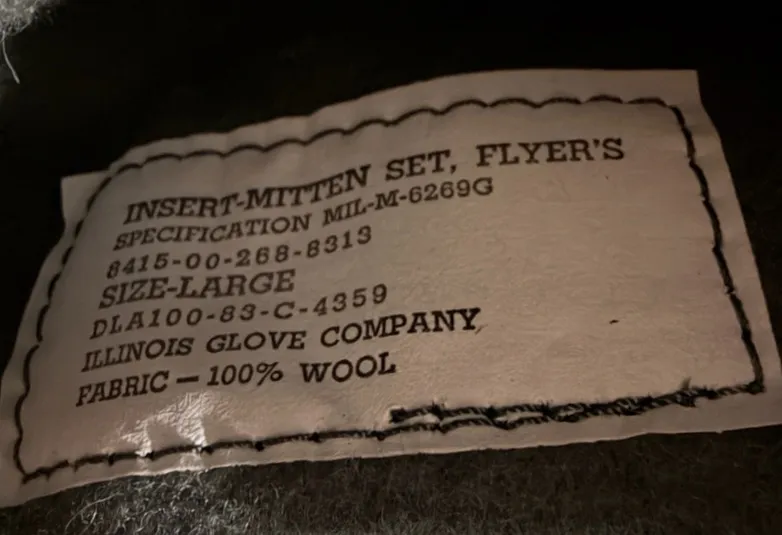 INSERT-MITTEN SET, FLYER'S
SPECIFICATION MIL-M-6269G
8415-00-268-8313
SIZE-LARGE
DLA100-83-C-4359
ILLINOIS GLOVE COMPANY
FABRIC — 100% WOOL